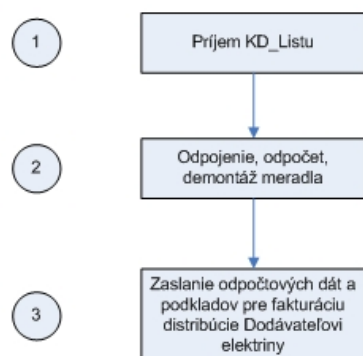 1
Príjem KD_Listu
2
Odpojenie, odpočet,
demontáž meradla
3
Zaslanie odpočtových dát a
podkladov pre fakturáciu
distribúcie Dodávateľovi
elektriny